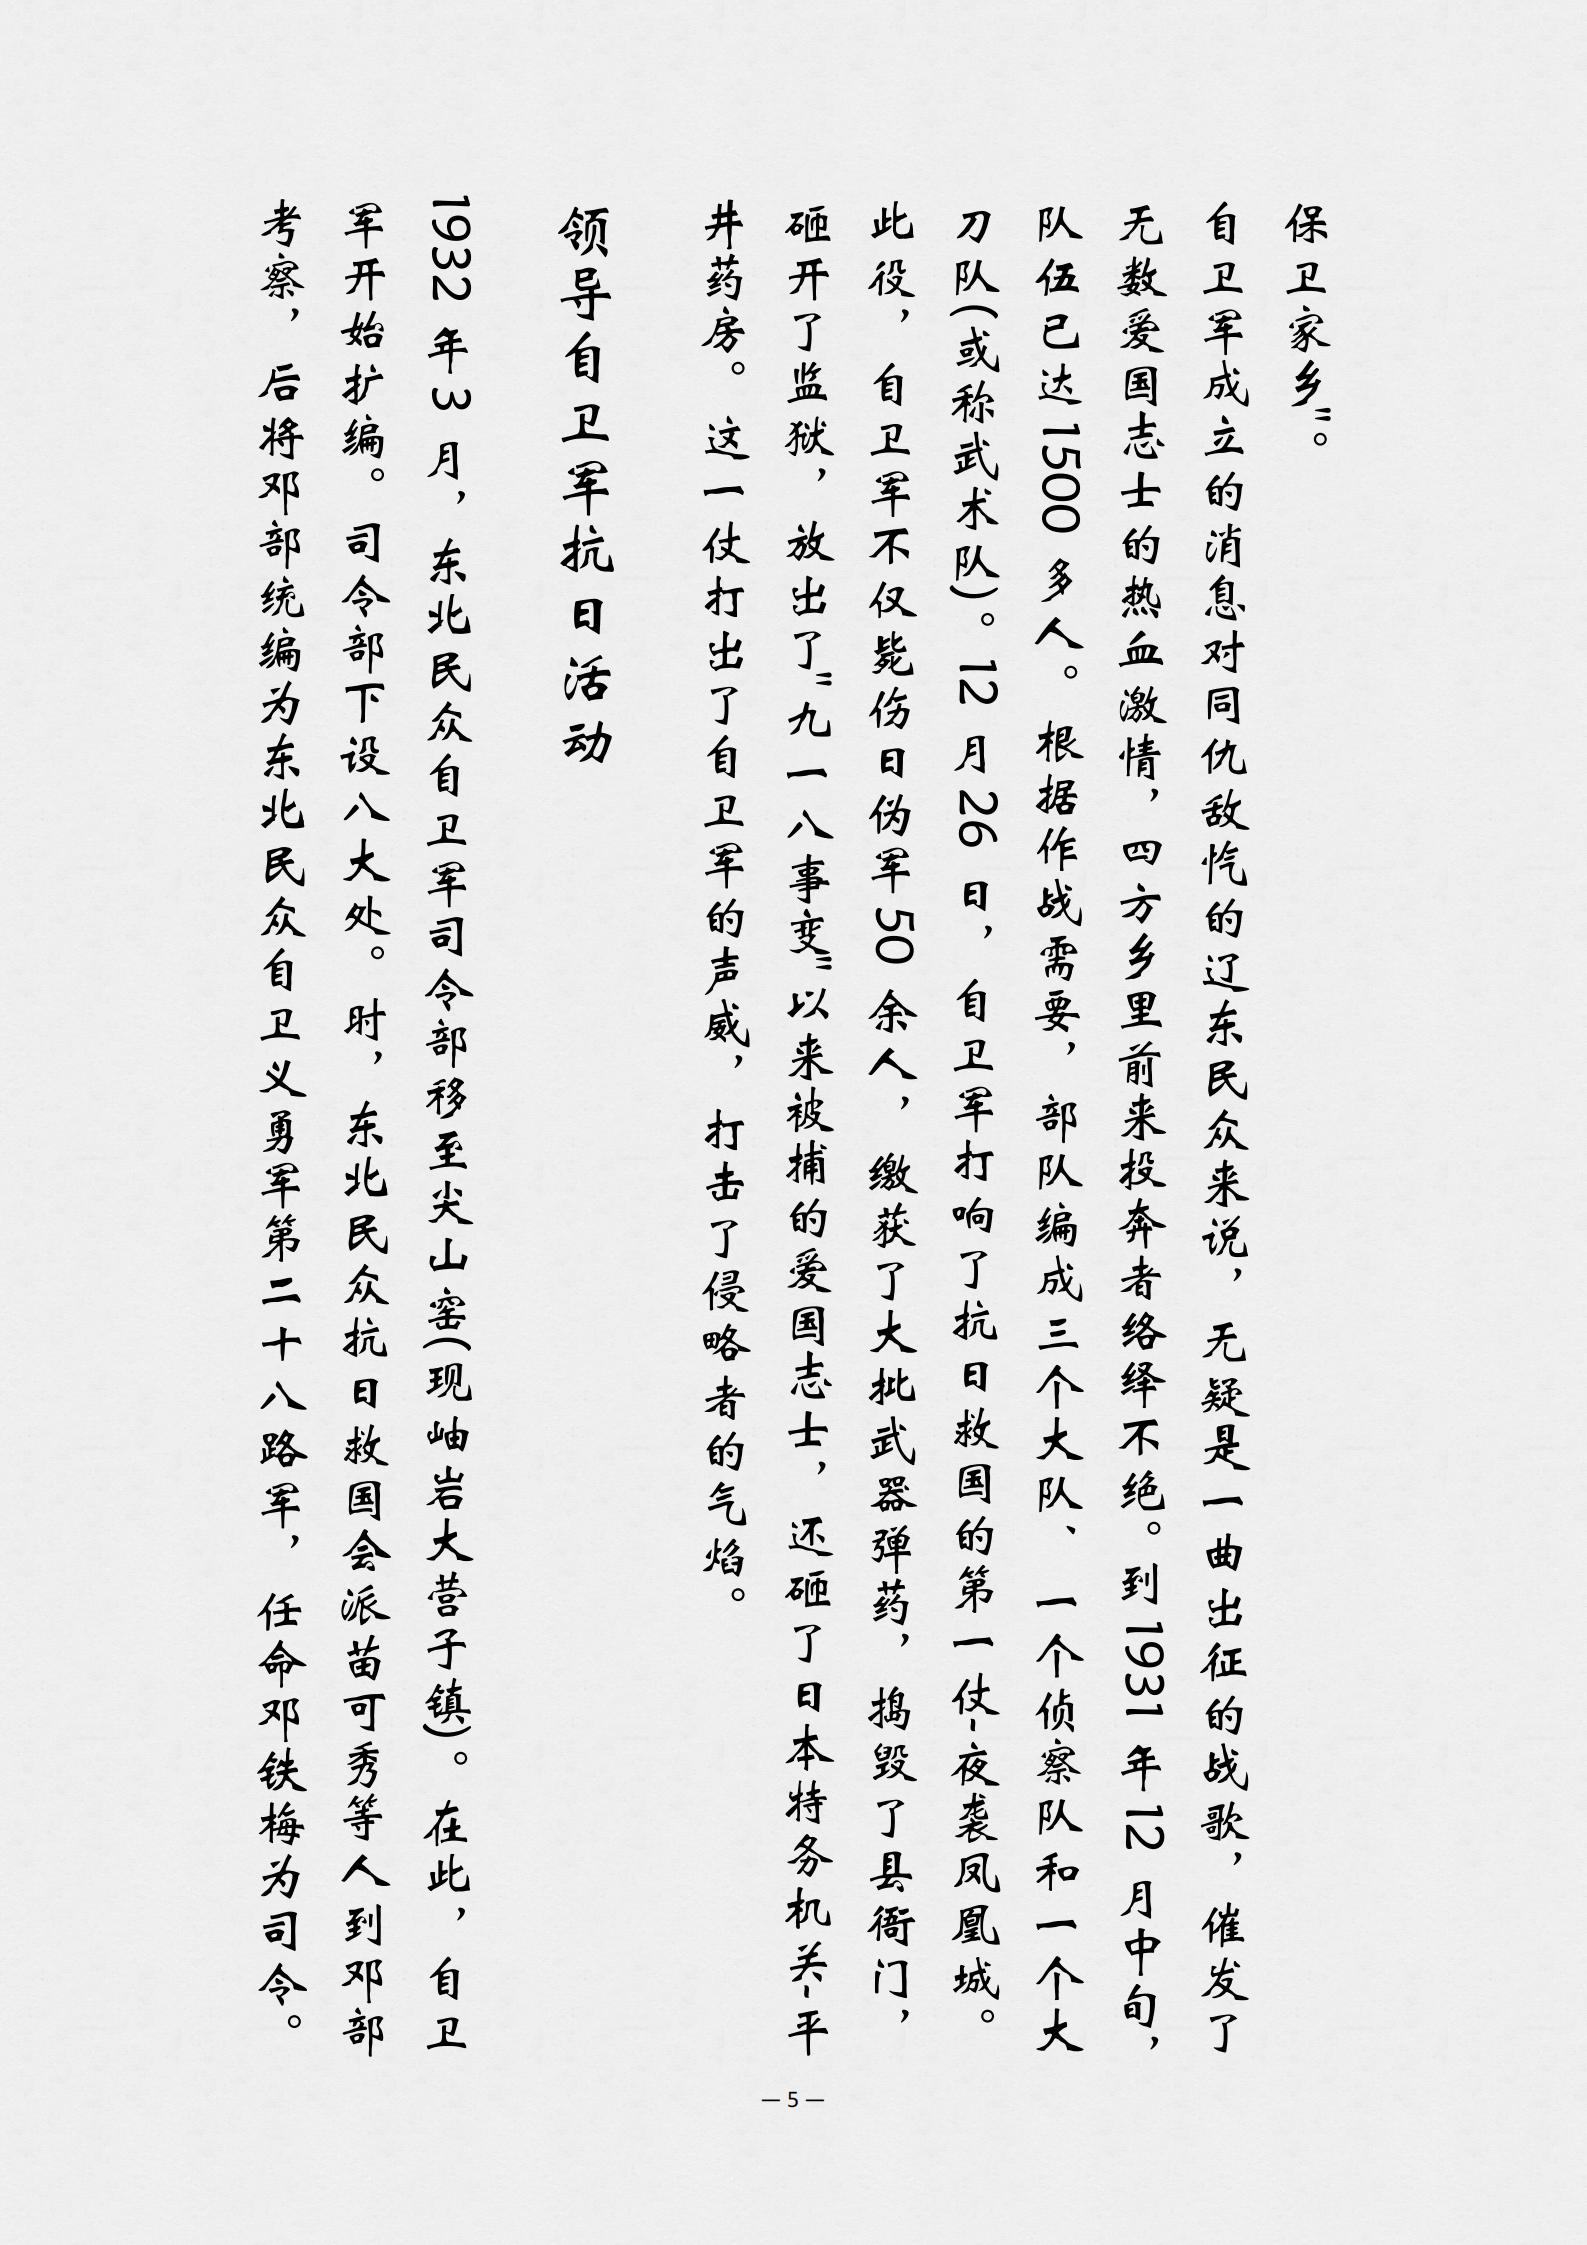 保卫家乡"。
自卫军成立的消息对同仇敌忾的辽东民众来说，无疑是一曲出征的战歌，催发了
无数爱国志士的热血激情，四方乡里前来投奔者络绎不绝。到1931年12月中旬，
队伍已达1500多人。根据作战需要，部队编成三个大队、一个侦察队和一个大
刀队(或称武术队)。12月26日，自卫军打响了抗日救国的第一仗-夜袭凤凰城。
此役，自卫军不仅毙伤日伪军50余人，缴获了大批武器弹药，捣毁了县衙门，
砸开了监狱，放出了"九一八事变"以来被捕的爱国志士，还砸了日本特务机关-平
井药房。这一仗打出了自卫军的声威，打击了侵略者的气焰。
领导自卫军抗日活动
1932年3月，东北民众自卫军司令部移至尖山窑(现岫岩大营子镇)。在此，自卫
军开始扩编。司令部下设八大处。时，东北民众抗日救国会派苗可秀等人到邓部
考察，后将邓部统编为东北民众自卫义勇军第二十八路军，任命邓铁梅为司令。
— 5 —